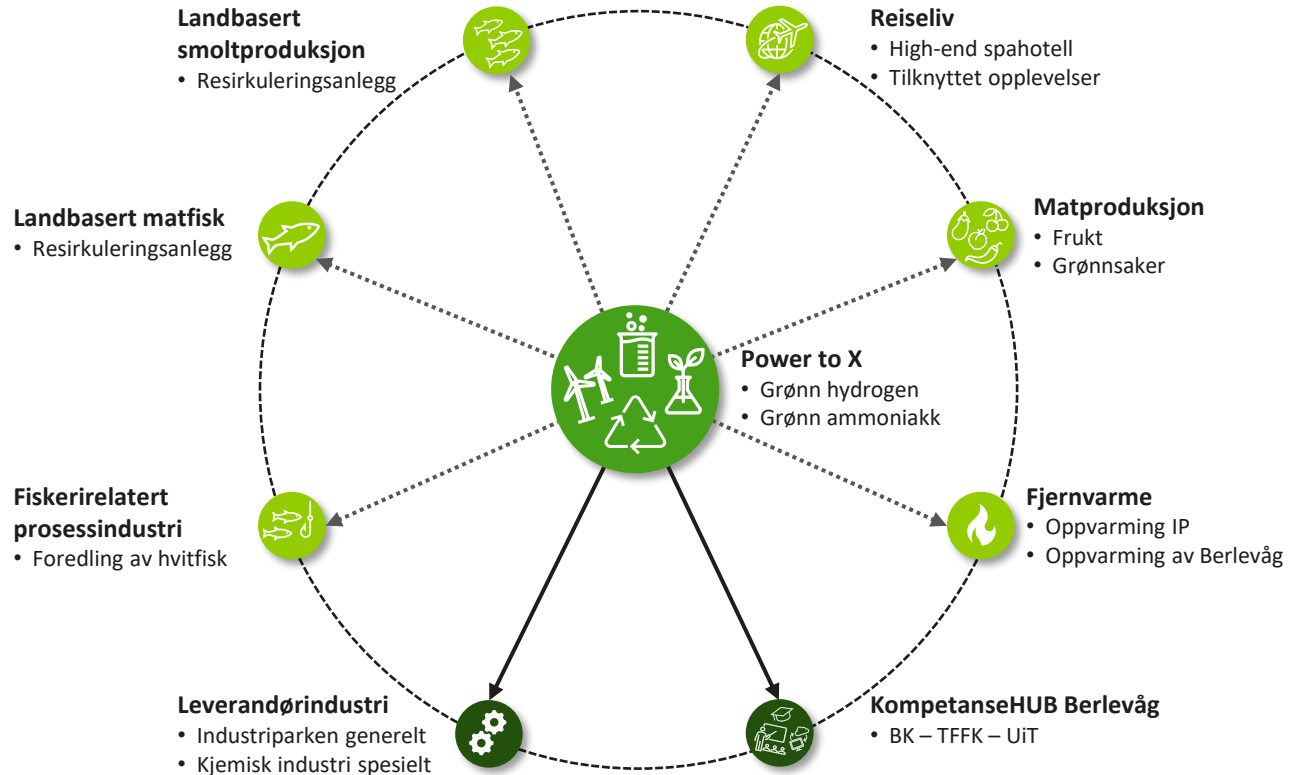 Landbasert
smoltproduksjon
• Resirkuleringsanlegg
Reiseliv
• High-end spahotell
• Tilknyttet opplevelser
Landbasert matfisk
• Resirkuleringsanlegg
Matproduksjon
• Frukt
• Grønnsaker
Power to X
• Grønn hydrogen
• Grønn ammoniakk
Fiskerirelatert
prosessindustri
• Foredling av hvitfisk
Fjernvarme
• Oppvarming IP
• Oppvarming av Berlevåg
Leverandørindustri
• Industriparken generelt
• Kjemisk industri spesielt
KompetanseHUB Berlevåg
• BK – TFFK – UiT